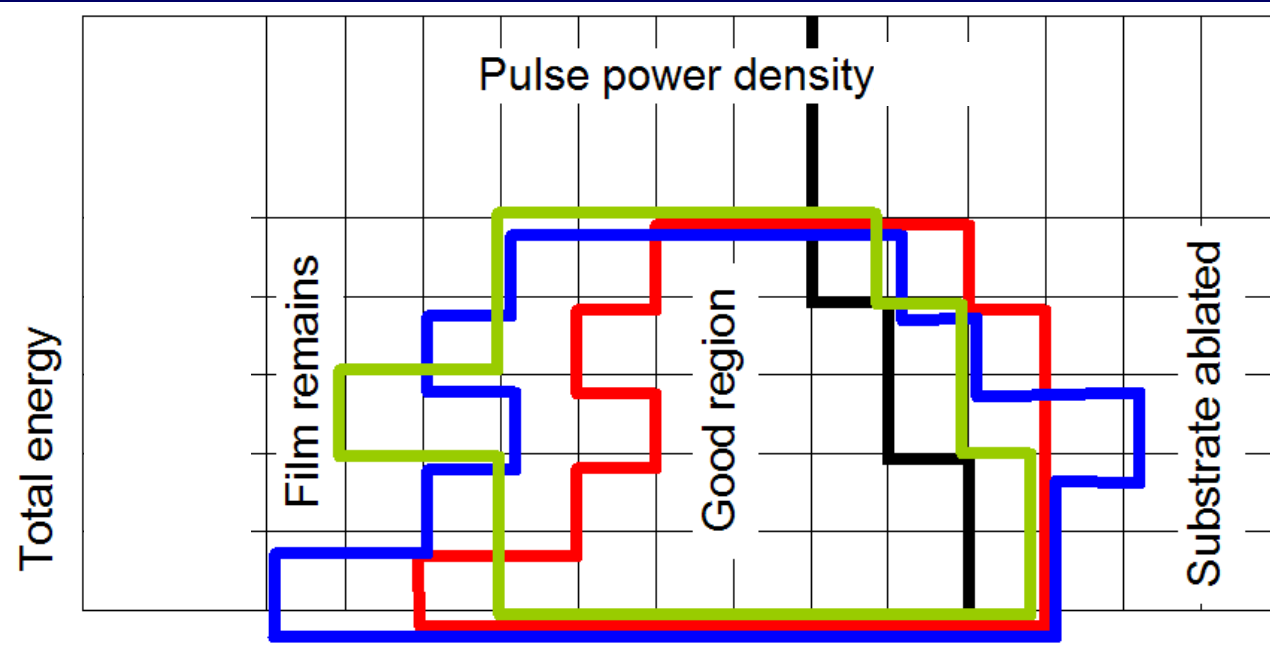 Pulse power density
Total energy
Film remains
Good region
Substrate ablated